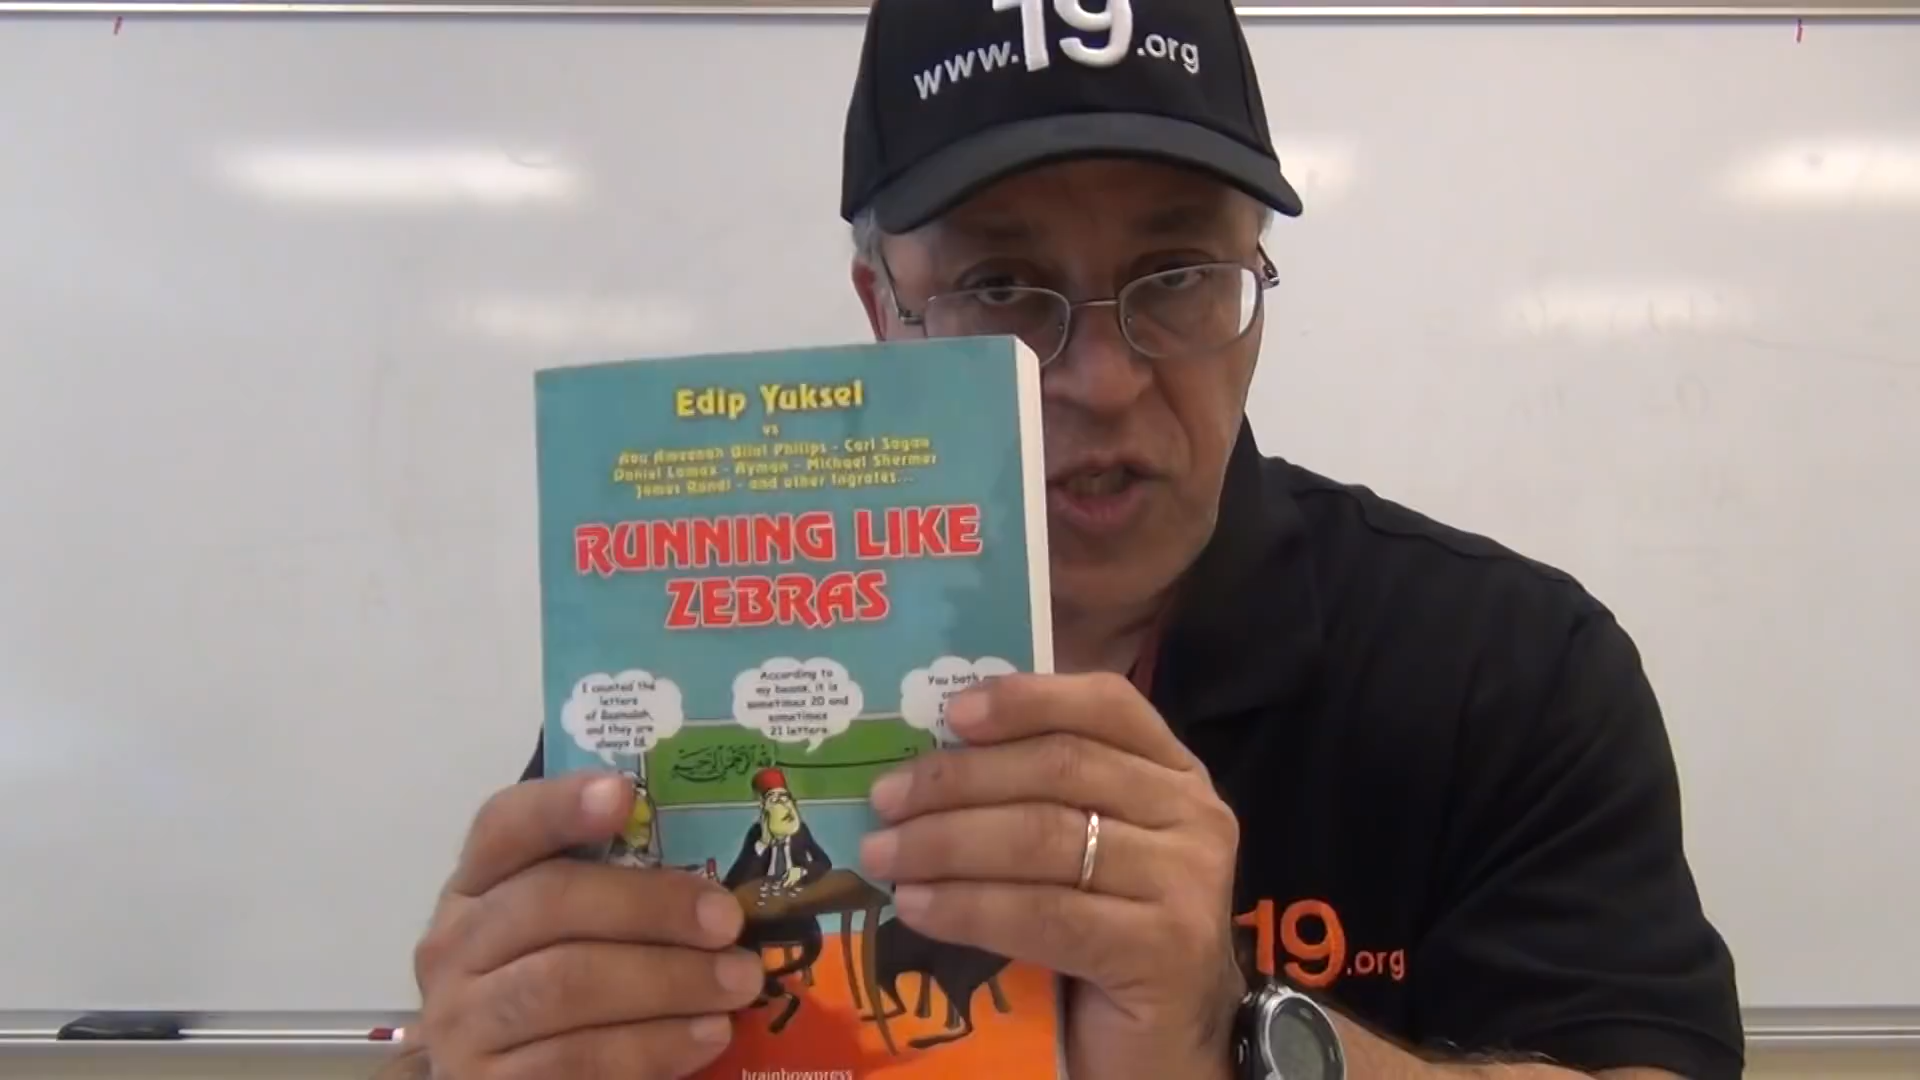 www.19.org
Edip Yuksel
vs
Abu Ameenah Bilal Philips - Carl Sagan
Daniel Lomax - Ayman - Michael Shermer
James Randi - and other Ingrates...
RUNNING LIKE
ZEBRAS
I counted the
letters
of Basmalah,
and they are
always 18.
According to
my beank, it is
sometimes 20 and
sometimes
21 letters
You both
19.org
brainbowpress